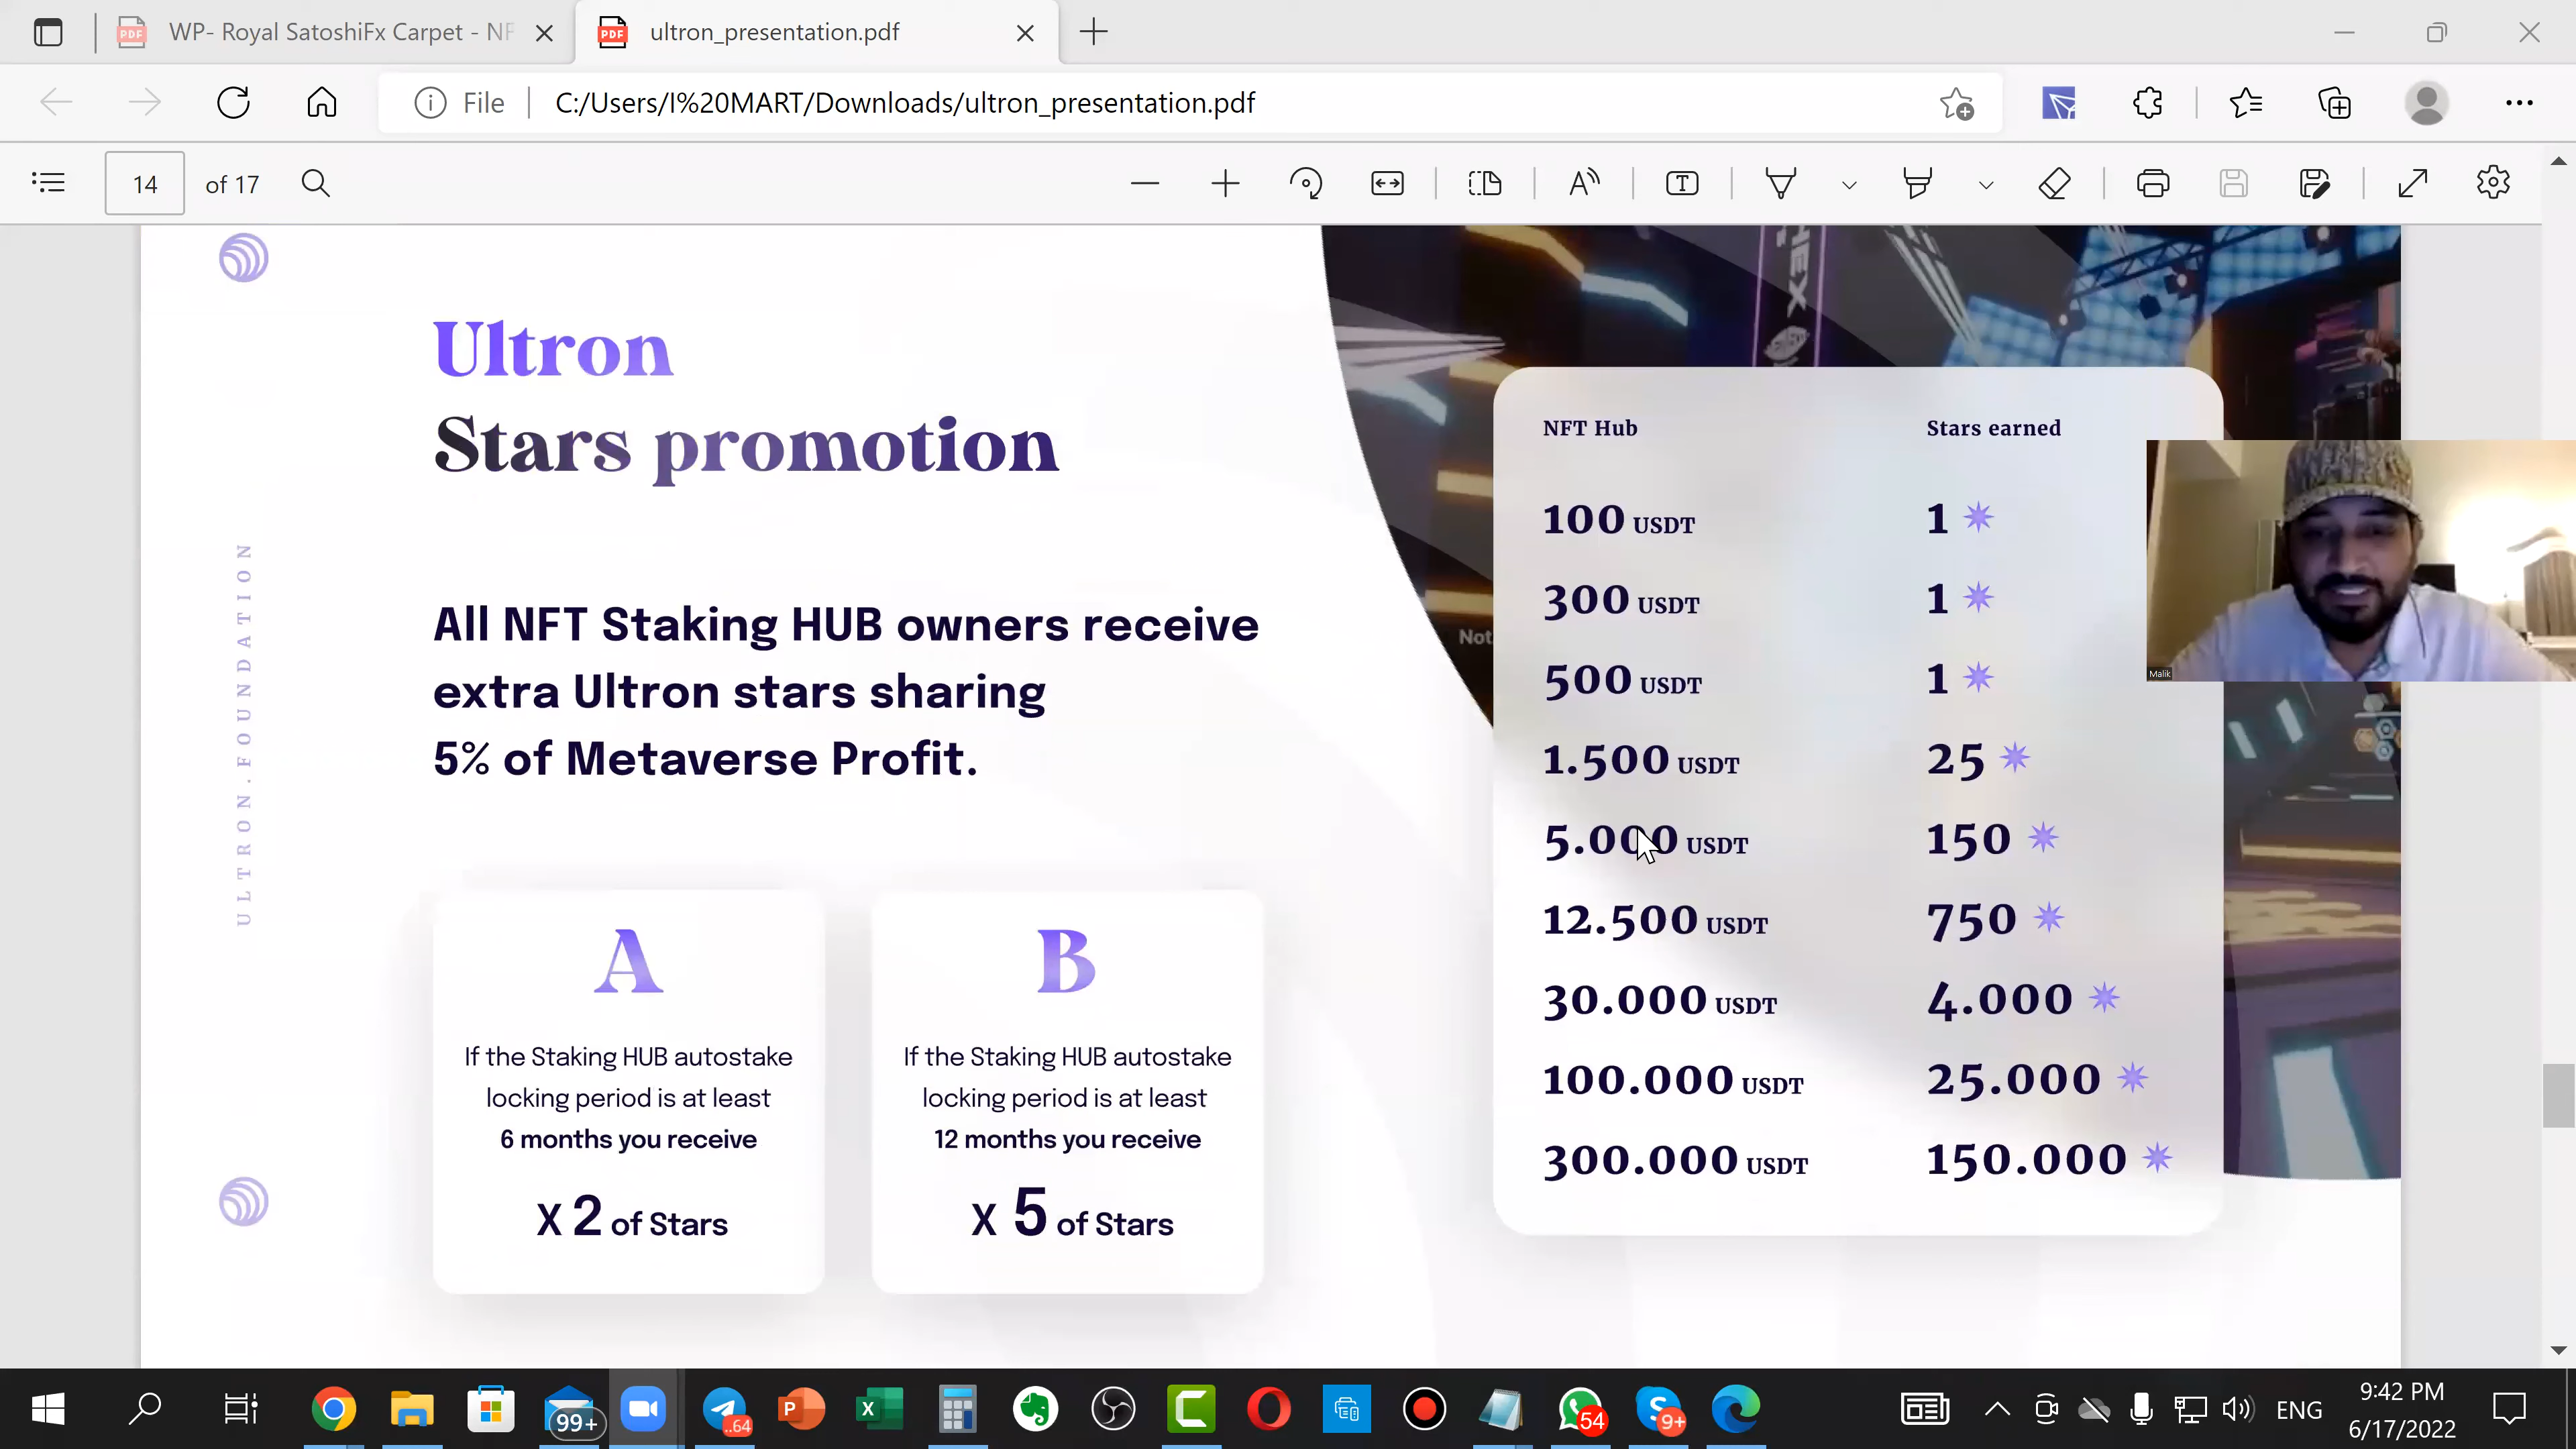 WP- Royal SatoshiFx Carpet - NF
ultron_presentation.pdf
File
C:/Users/I%20MART/Downloads/ultron_presentation.pdf
14 of 17
ULTRON.FOUNDATION
Ultron
Stars promotion
All NFT Staking HUB owners receive
extra Ultron stars sharing
5% of Metaverse Profit.
A
If the Staking HUB autostake
locking period is at least
6 months you receive
X 2 of Stars
B
If the Staking HUB autostake
locking period is at least
12 months you receive
X 5 of Stars
Not
NFT Hub Stars earned
100 USDT 1
300 USDT 1
500 USDT 1
1.500 USDT 25
5.000 USDT 150
12.500 USDT 750
30.000 USDT 4.000
100.000 USDT 25.000
300.000 USDT 150.000
Malik
99+
..64
54
9+
ENG
9:42 PM
6/17/2022